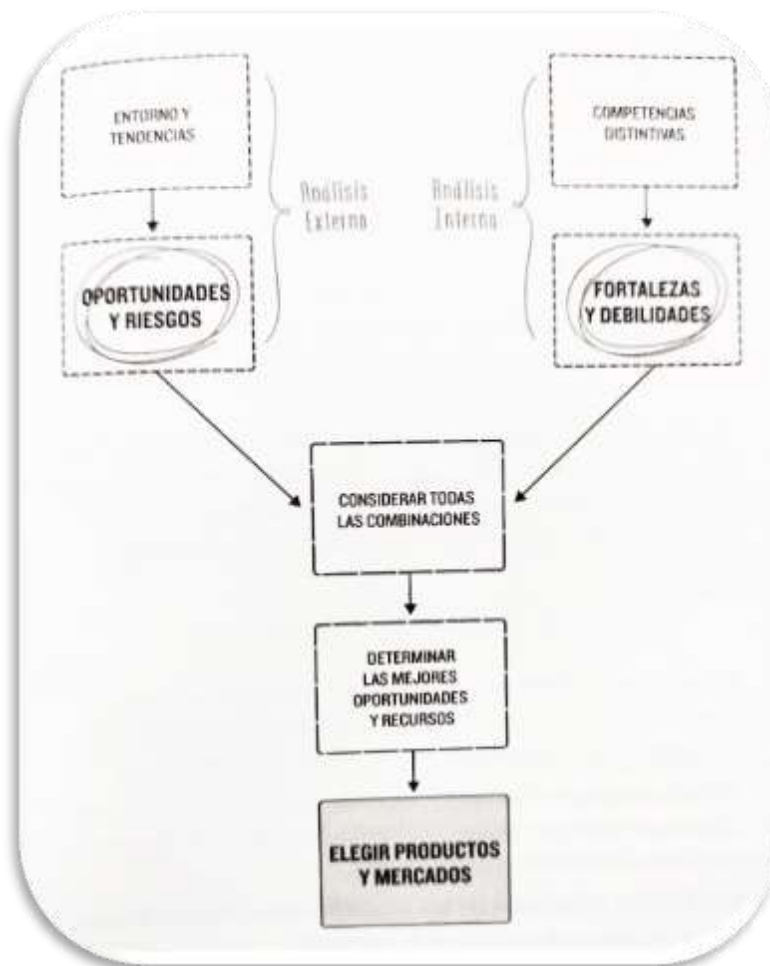 ENTORNO Y
TENDENCIAS
COMPETENCIAS
DISTINTIVAS
Análisis
Externo
Análisis
Interno
OPORTUNIDADES
Y RIESGOS
FORTALEZAS
Y DEBILIDADES
CONSIDERAR TODAS
LAS COMBINACIONES
DETERMINAR
LAS MEJORES
OPORTUNIDADES
Y RECURSOS
ELEGIR PRODUCTOS
Y MERCADOS